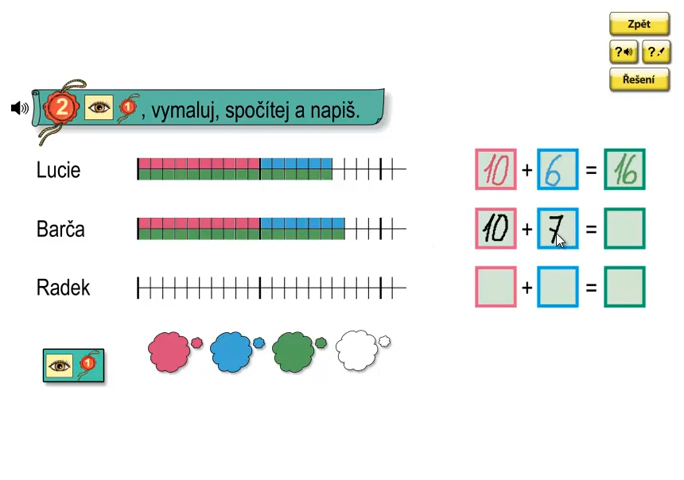 Zpět
?
?
Řešení
2
1
, vymaluj, spočítej a napiš.
Lucie
10 + 6 = 16
Barča
10 + 7 =
Radek
+ =
1